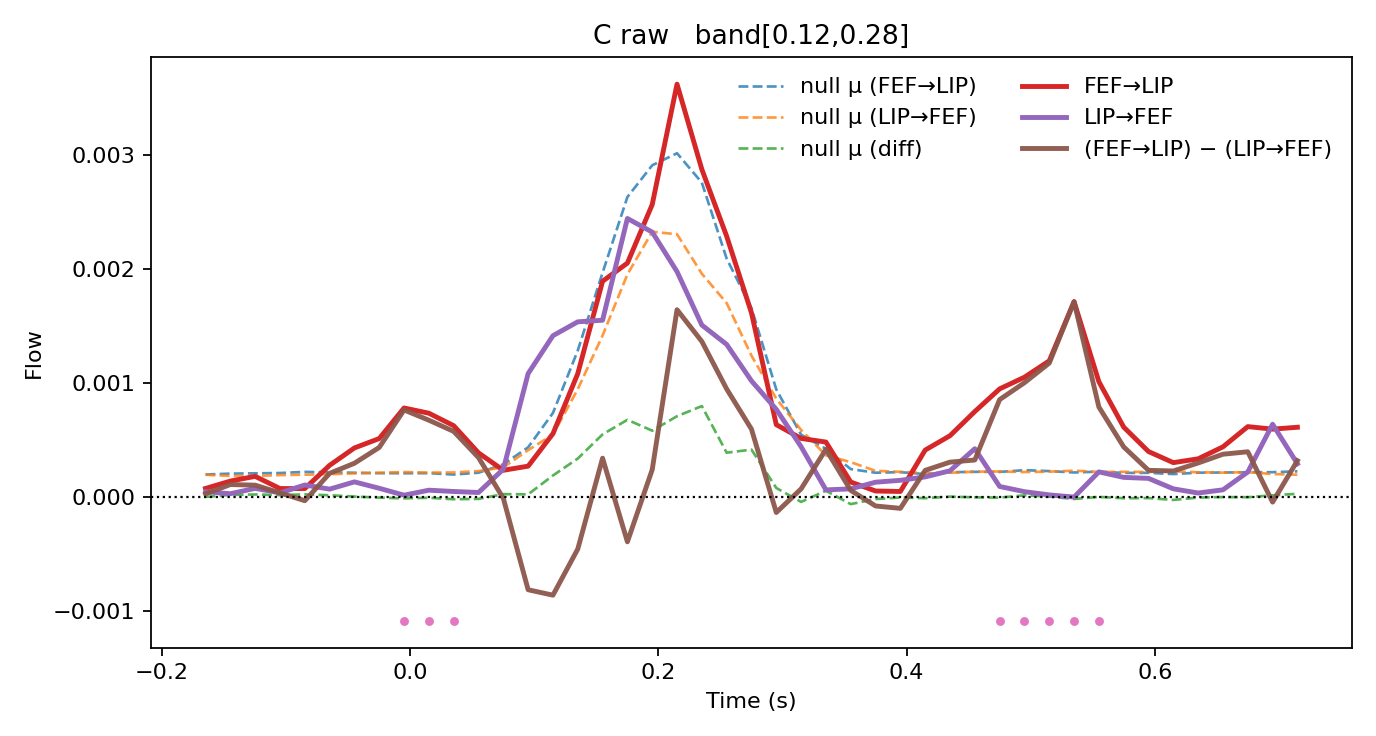 C raw   band[0.12,0.28]
null μ (FEF→LIP)
null μ (LIP→FEF)
null μ (diff)
FEF→LIP
LIP→FEF
(FEF→LIP) − (LIP→FEF)
Flow
0.003
0.002
0.001
0.000
−0.001
−0.2
0.0
0.2
0.4
0.6
Time (s)